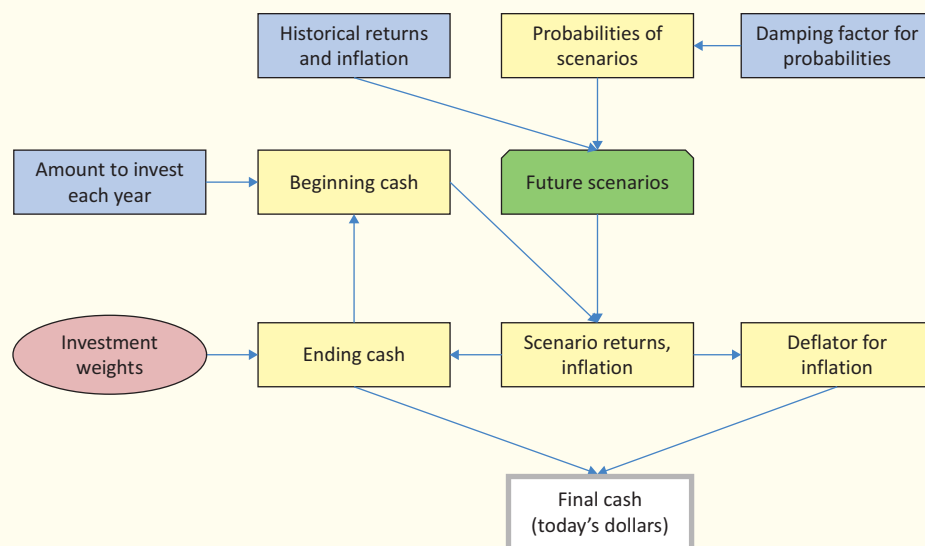 Historical returns
and inflation
Probabilities of
scenarios
Damping factor for
probabilities
Amount to invest
each year
Beginning cash
Future scenarios
Investment
weights
Ending cash
Scenario returns,
inflation
Deflator for
inflation
Final cash
(today’s dollars)